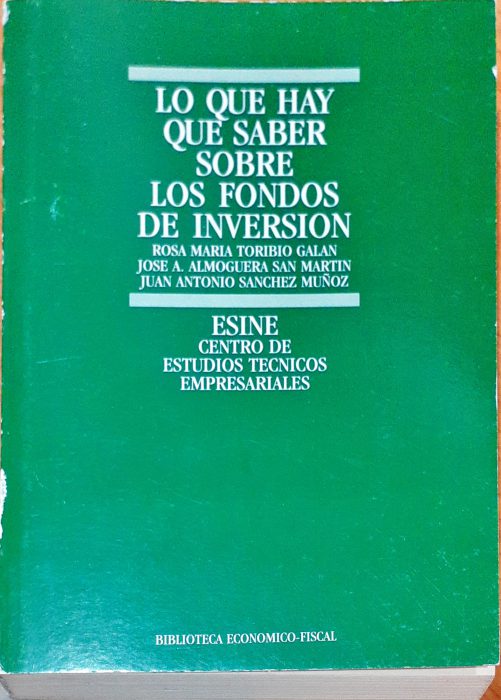 LO QUE HAY
QUE SABER
SOBRE
LOS FONDOS
DE INVERSION
ROSA MARIA TORIBIO GALAN
JOSE A. ALMOGUERA SAN MARTIN
JUAN ANTONIO SANCHEZ MUÑOZ
ESINE
CENTRO DE
ESTUDIOS TECNICOS
EMPRESARIALES
BIBLIOTECA ECONOMICO-FISCAL